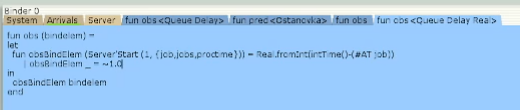 Binder 0
System Arrivals Server fun obs <Queue Delay> fun pred <Ostanovka> fun obs fun obs <Queue Delay Real>
fun obs (bindelem) =
let
fun obsBindElem (Server'Start (1, {job,jobs,proctime})) = Real.fromInt(intTime()-(#AT job))
| obsBindElem _ = ~1.0
in
obsBindElem bindelem
end